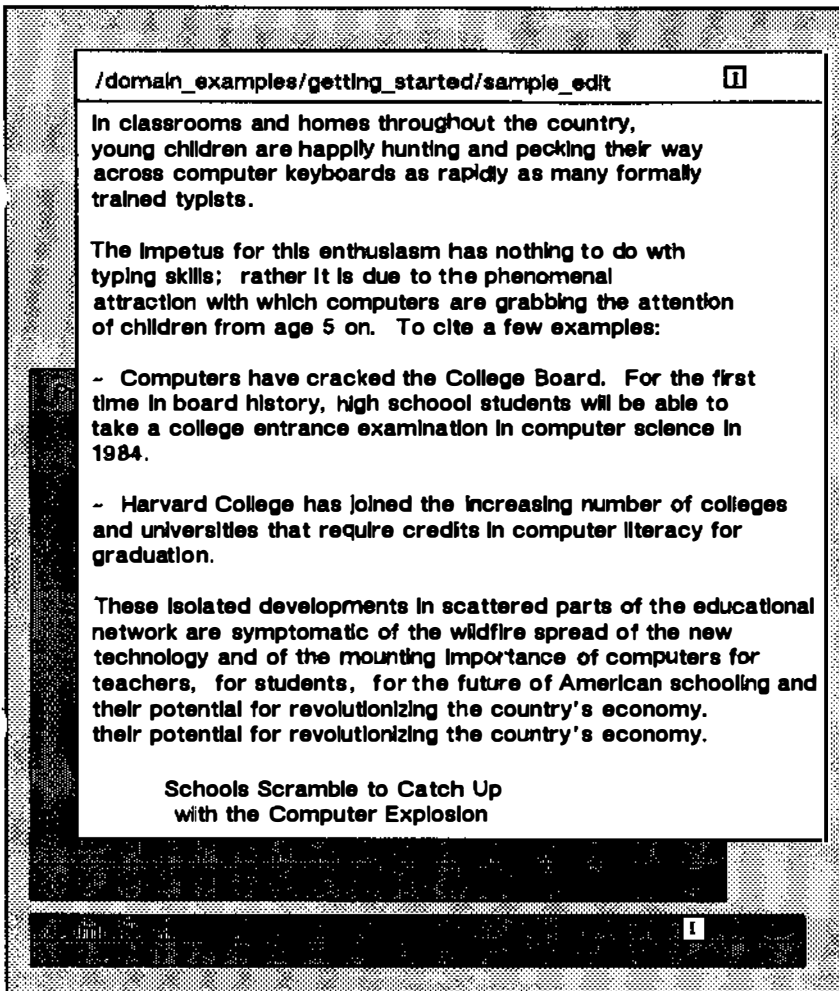 /domain_examples/getting_started/sample_edit I
In classrooms and homes throughout the country,
young children are happily hunting and pecking their way
across computer keyboards as rapidly as many formally
trained typists.
The impetus for this enthusiasm has nothing to do wth
typing skills; rather it is due to the phenomenal
attraction with which computers are grabbing the attention
of children from age 5 on. To cite a few examples:
~ Computers have cracked the College Board. For the first
time in board history, high schoool students will be able to
take a college entrance examination in computer science in
1984.
~ Harvard College has joined the increasing number of colleges
and universities that require credits in computer literacy for
graduation.
These isolated developments in scattered parts of the educational
network are symptomatic of the wildfire spread of the new
technology and of the mounting importance of computers for
teachers, for students, for the future of American schooling and
their potential for revolutionizing the country's economy.
their potential for revolutionizing the country's economy.
Schools Scramble to Catch Up
with the Computer Explosion
I